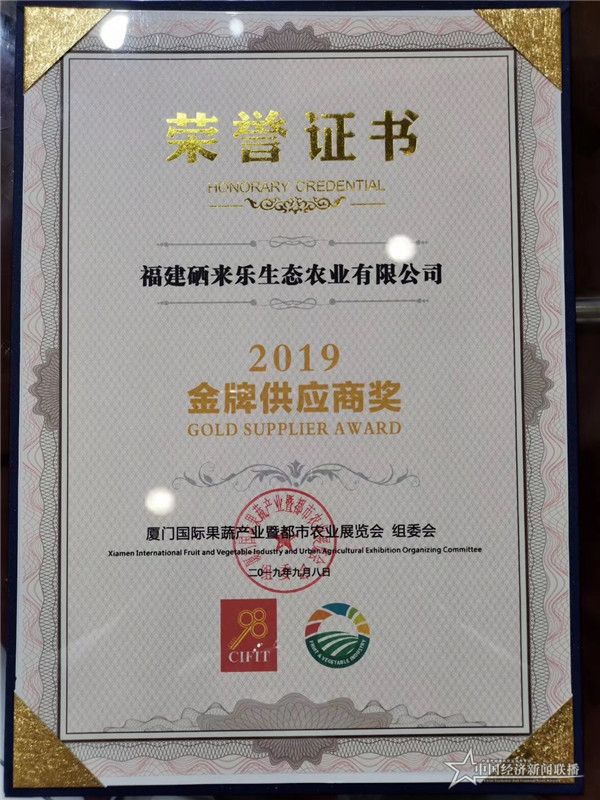 荣誉证书
HONORARY CREDENTIAL
福建硒来乐生态农业有限公司
2019
金牌供应商奖
GOLD SUPPLIER AWARD
厦门国际果蔬产业暨都市农业展览会 组委会
Xiamen International Fruit and Vegetable Industry and Urban Agricultural Exhibition Organizing Committee
二〇一九年九月八日
98
CIFIT
FRUIT & VEGETABLE INDUSTRY
中国经济新闻联播